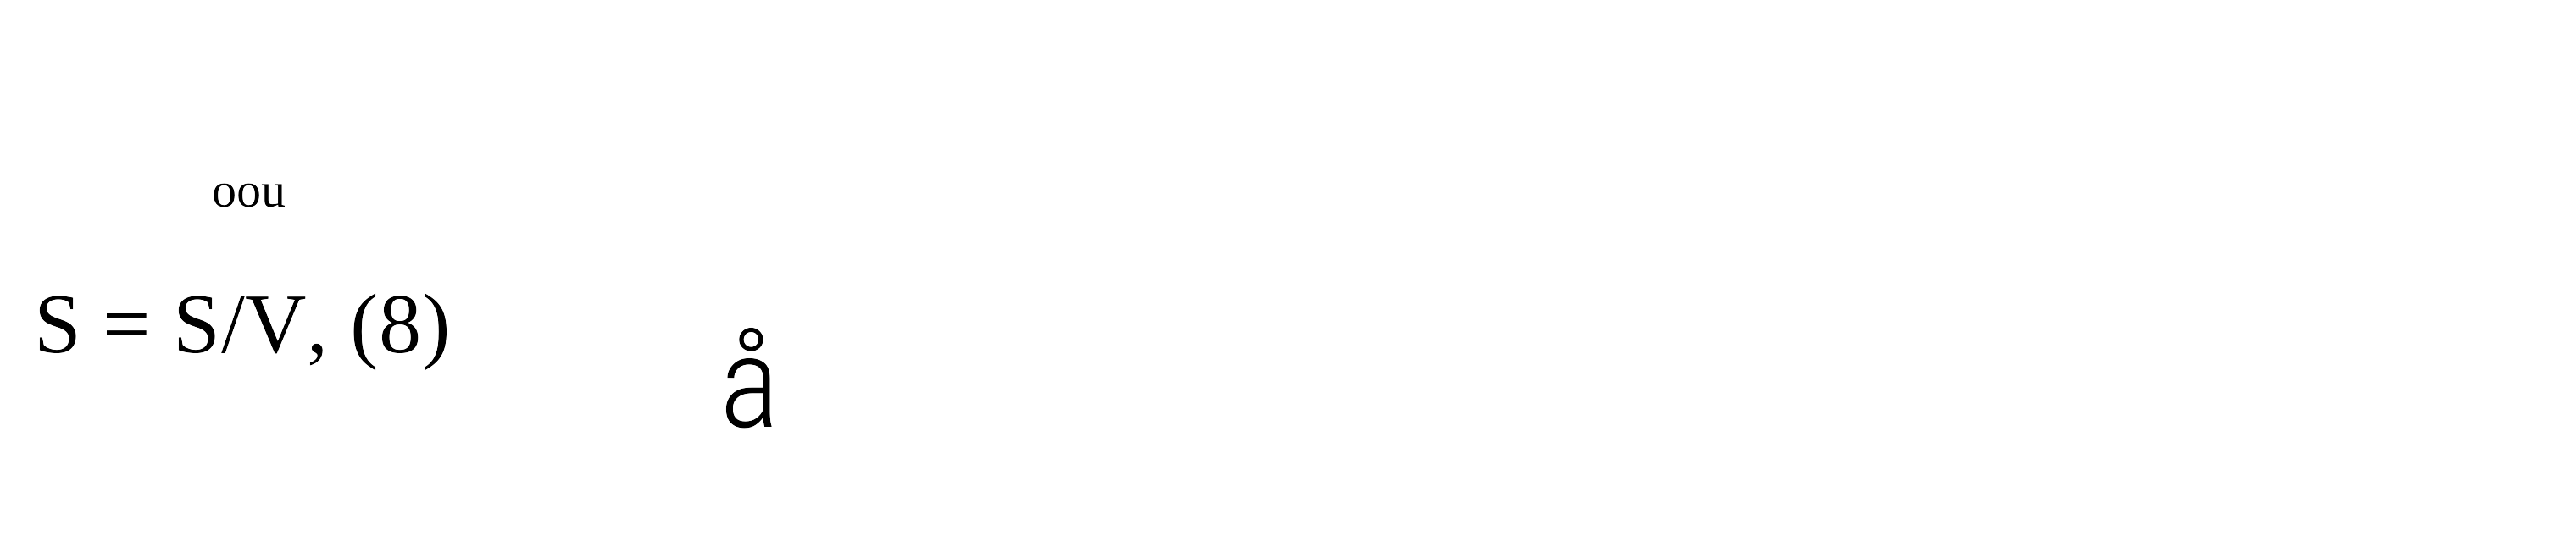 oou
S = S/V, (8)
å